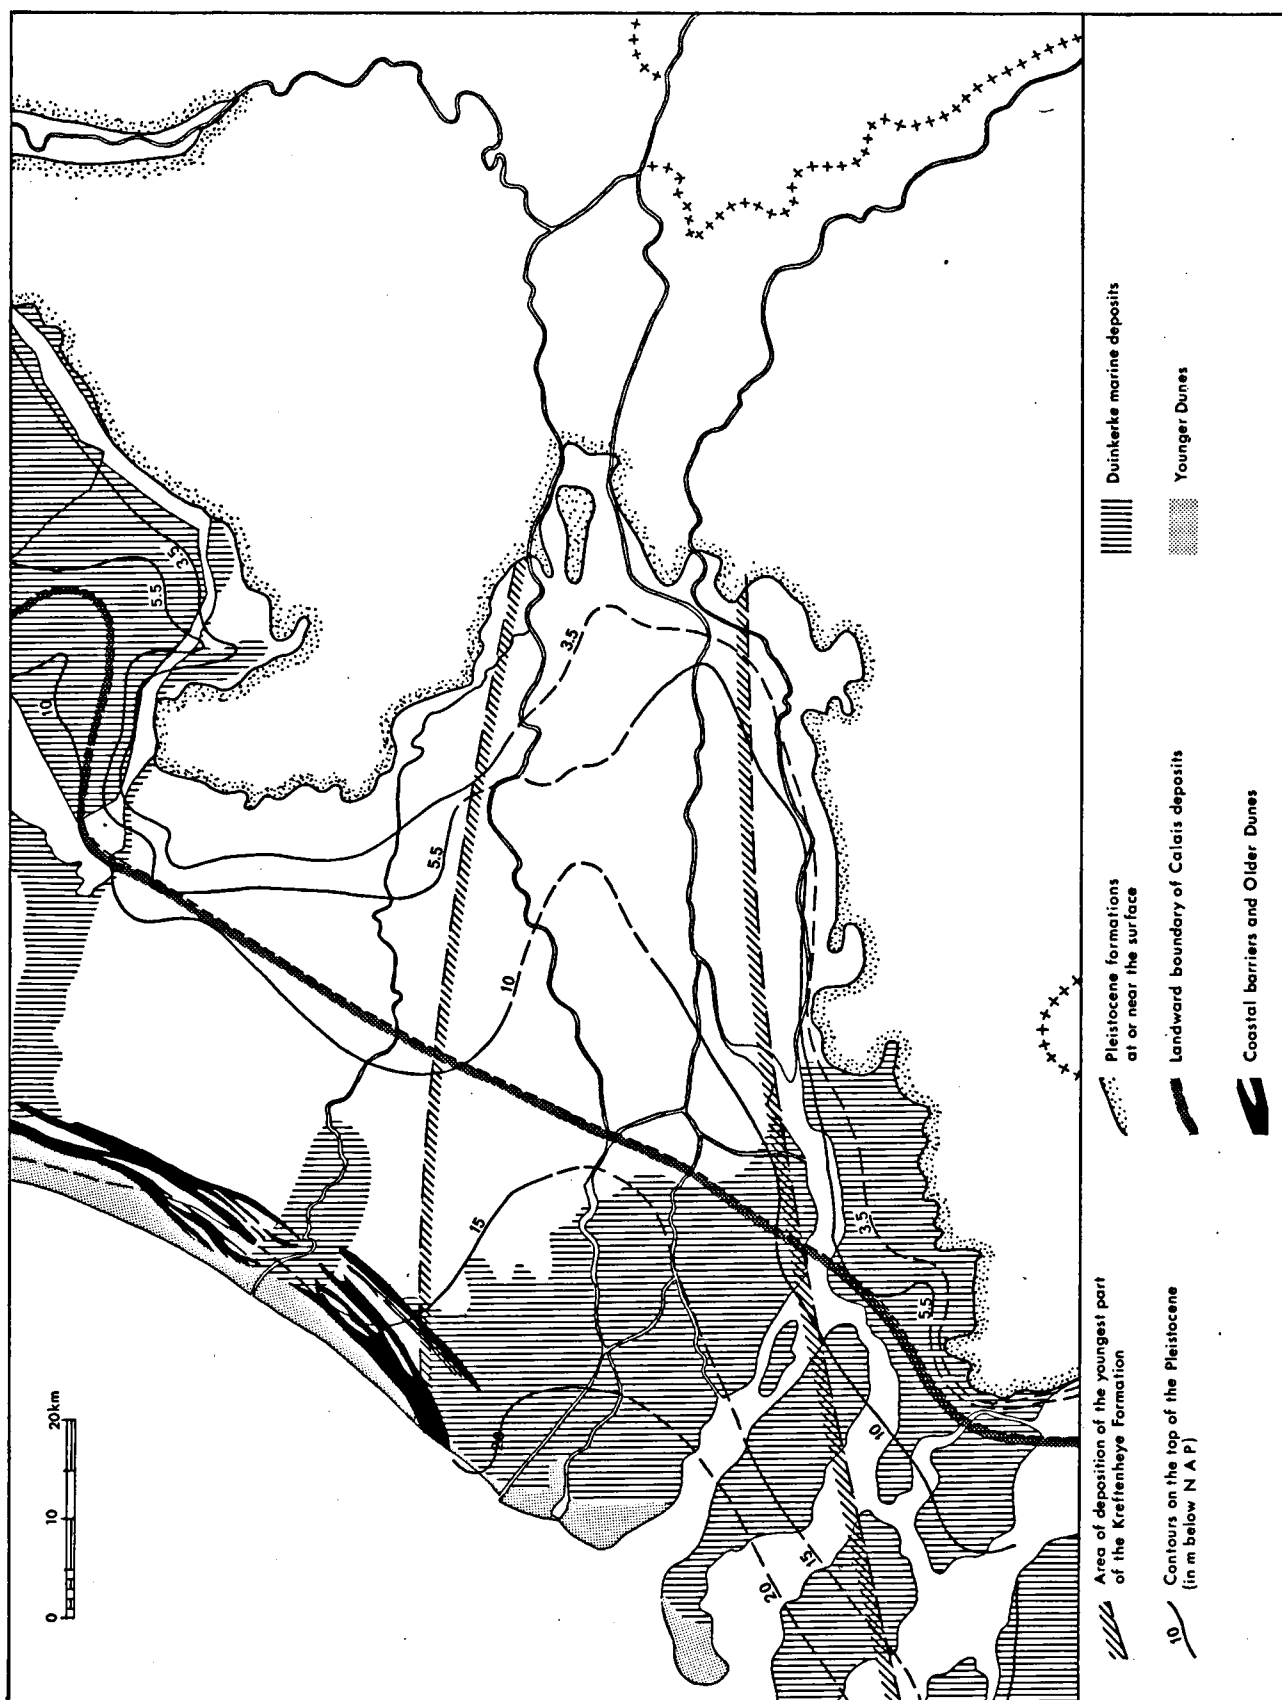 0 10 20km
20
15
10
10
5.5
3.5
10
5.5
3.5
20
15
10
5.5
3.5
Area of deposition of the youngest part
of the Kreftenheye Formation
10 Contours on the top of the Pleistocene
(in m below N A P)
Pleistocene formations
at or near the surface
Landward boundary of Calais deposits
Coastal barriers and Older Dunes
Duinkerke marine deposits
Younger Dunes